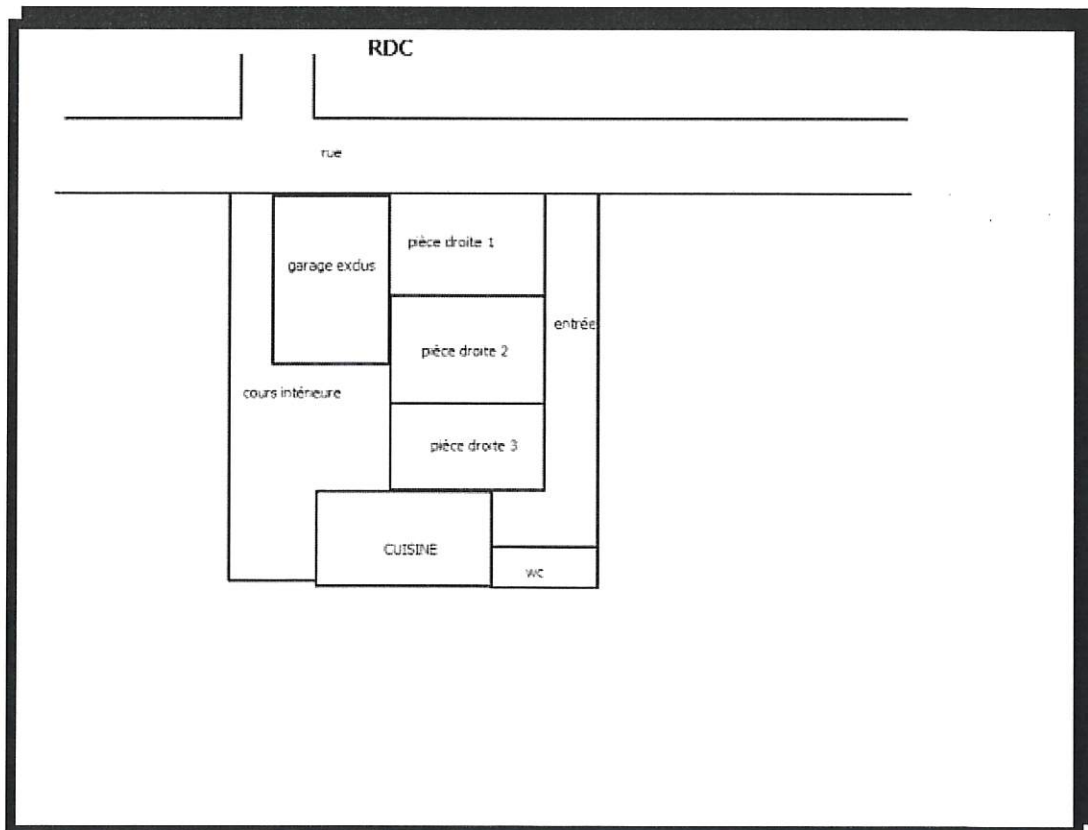 RDC
rue
pièce droite 1
garage exclus
entrée
pièce droite 2
cours intérieure
pièce droite 3
CUISINE
wc